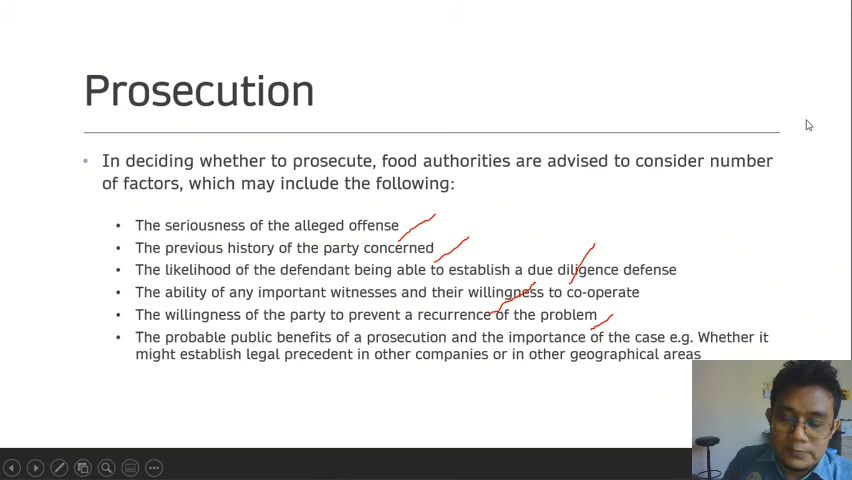 Prosecution
In deciding whether to prosecute, food authorities are advised to consider number
of factors, which may include the following:
The seriousness of the alleged offense
The previous history of the party concerned
The likelihood of the defendant being able to establish a due diligence defense
The ability of any important witnesses and their willingness to co-operate
The willingness of the party to prevent a recurrence of the problem
The probable public benefits of a prosecution and the importance of the case e.g. Whether it
might establish legal precedent in other companies or in other geographical areas